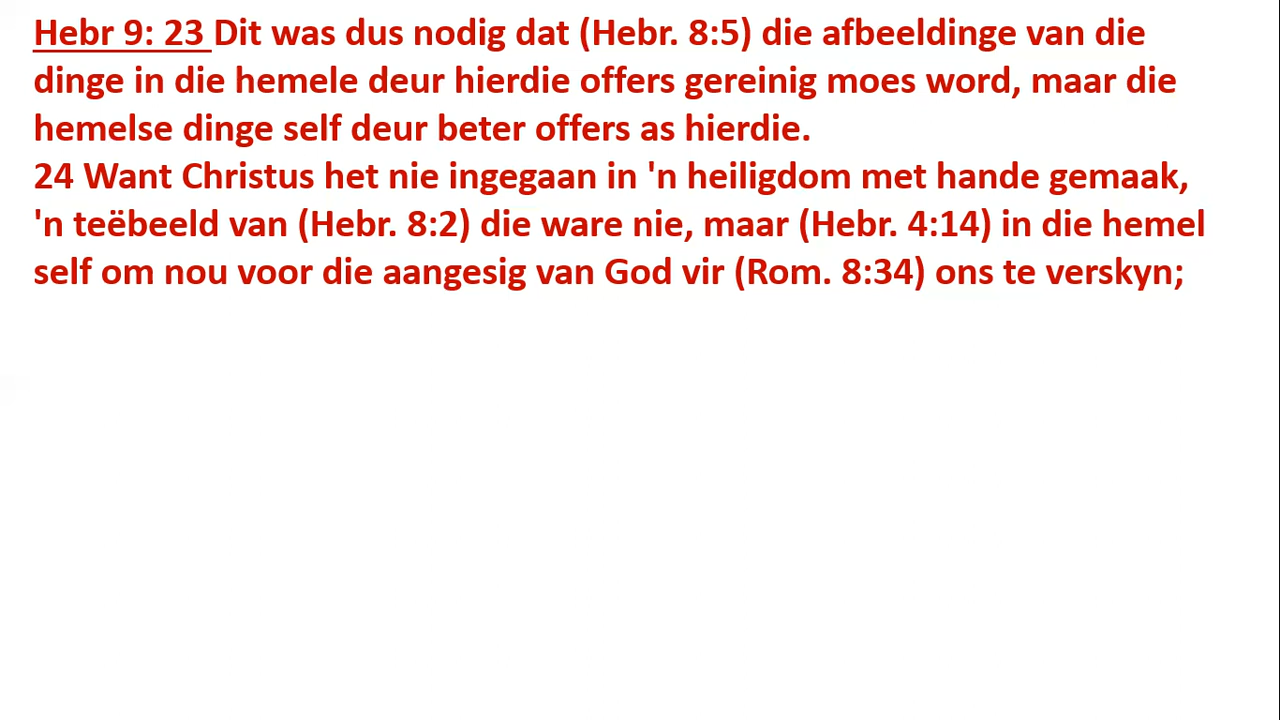 Hebr 9: 23 Dit was dus nodig dat (Hebr. 8:5) die afbeeldinge van die
dinge in die hemele deur hierdie offers gereinig moes word, maar die
hemelse dinge self deur beter offers as hierdie.
24 Want Christus het nie ingegaan in 'n heiligdom met hande gemaak,
'n teëbeeld van (Hebr. 8:2) die ware nie, maar (Hebr. 4:14) in die hemel
self om nou voor die aangesig van God vir (Rom. 8:34) ons te verskyn;